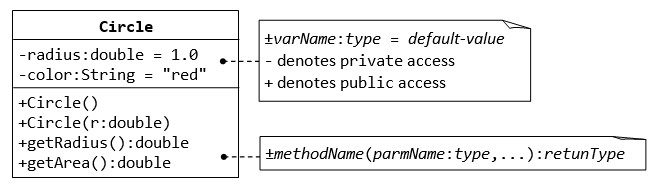 Circle
-radius:double = 1.0
-color:String = "red"
+Circle()
+Circle(r:double)
+getRadius():double
+getArea():double
±varName:type = default-value
- denotes private access
+ denotes public access
±methodName(parmName:type,...):retunType